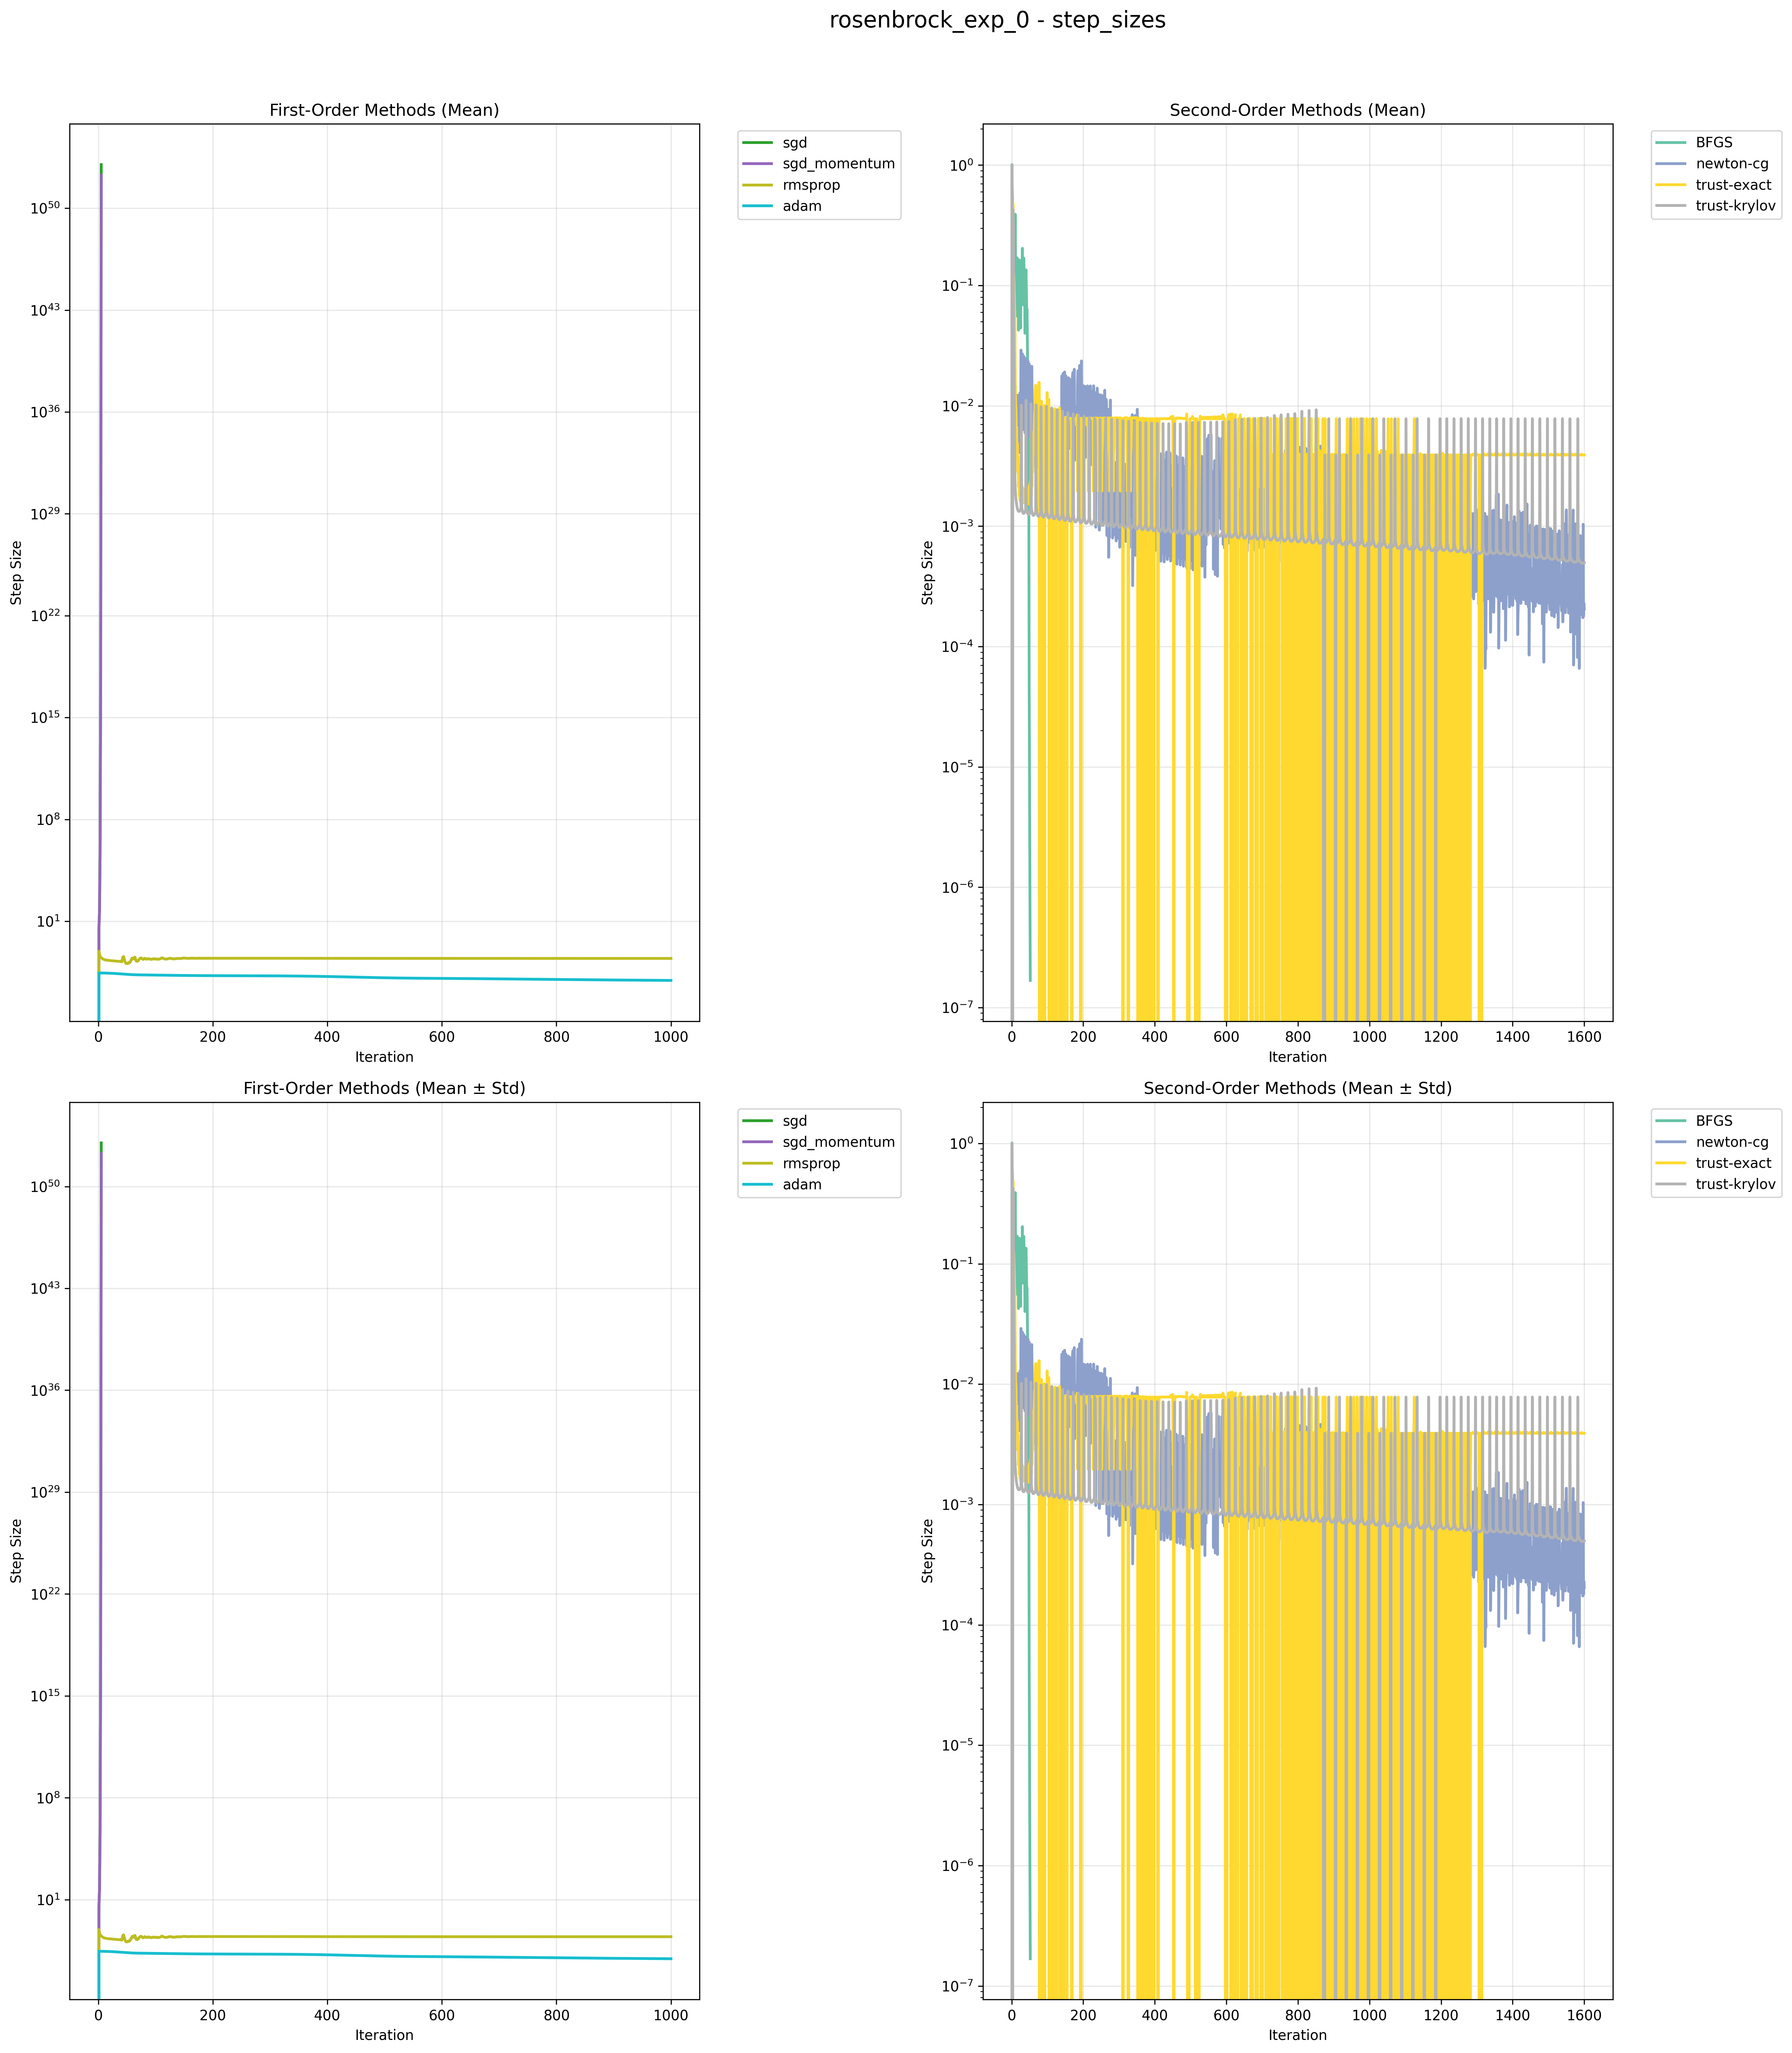 rosenbrock_exp_0 - step_sizes
First-Order Methods (Mean)
10^50
10^43
10^36
10^29
10^22
10^15
10^8
10^1
Step Size
0 200 400 600 800 1000
Iteration
sgd
sgd_momentum
rmsprop
adam
Second-Order Methods (Mean)
10^0
10^−1
10^−2
10^−3
10^−4
10^−5
10^−6
10^−7
Step Size
0 200 400 600 800 1000 1200 1400 1600
Iteration
BFGS
newton-cg
trust-exact
trust-krylov
First-Order Methods (Mean ± Std)
10^50
10^43
10^36
10^29
10^22
10^15
10^8
10^1
Step Size
0 200 400 600 800 1000
Iteration
sgd
sgd_momentum
rmsprop
adam
Second-Order Methods (Mean ± Std)
10^0
10^−1
10^−2
10^−3
10^−4
10^−5
10^−6
10^−7
Step Size
0 200 400 600 800 1000 1200 1400 1600
Iteration
BFGS
newton-cg
trust-exact
trust-krylov